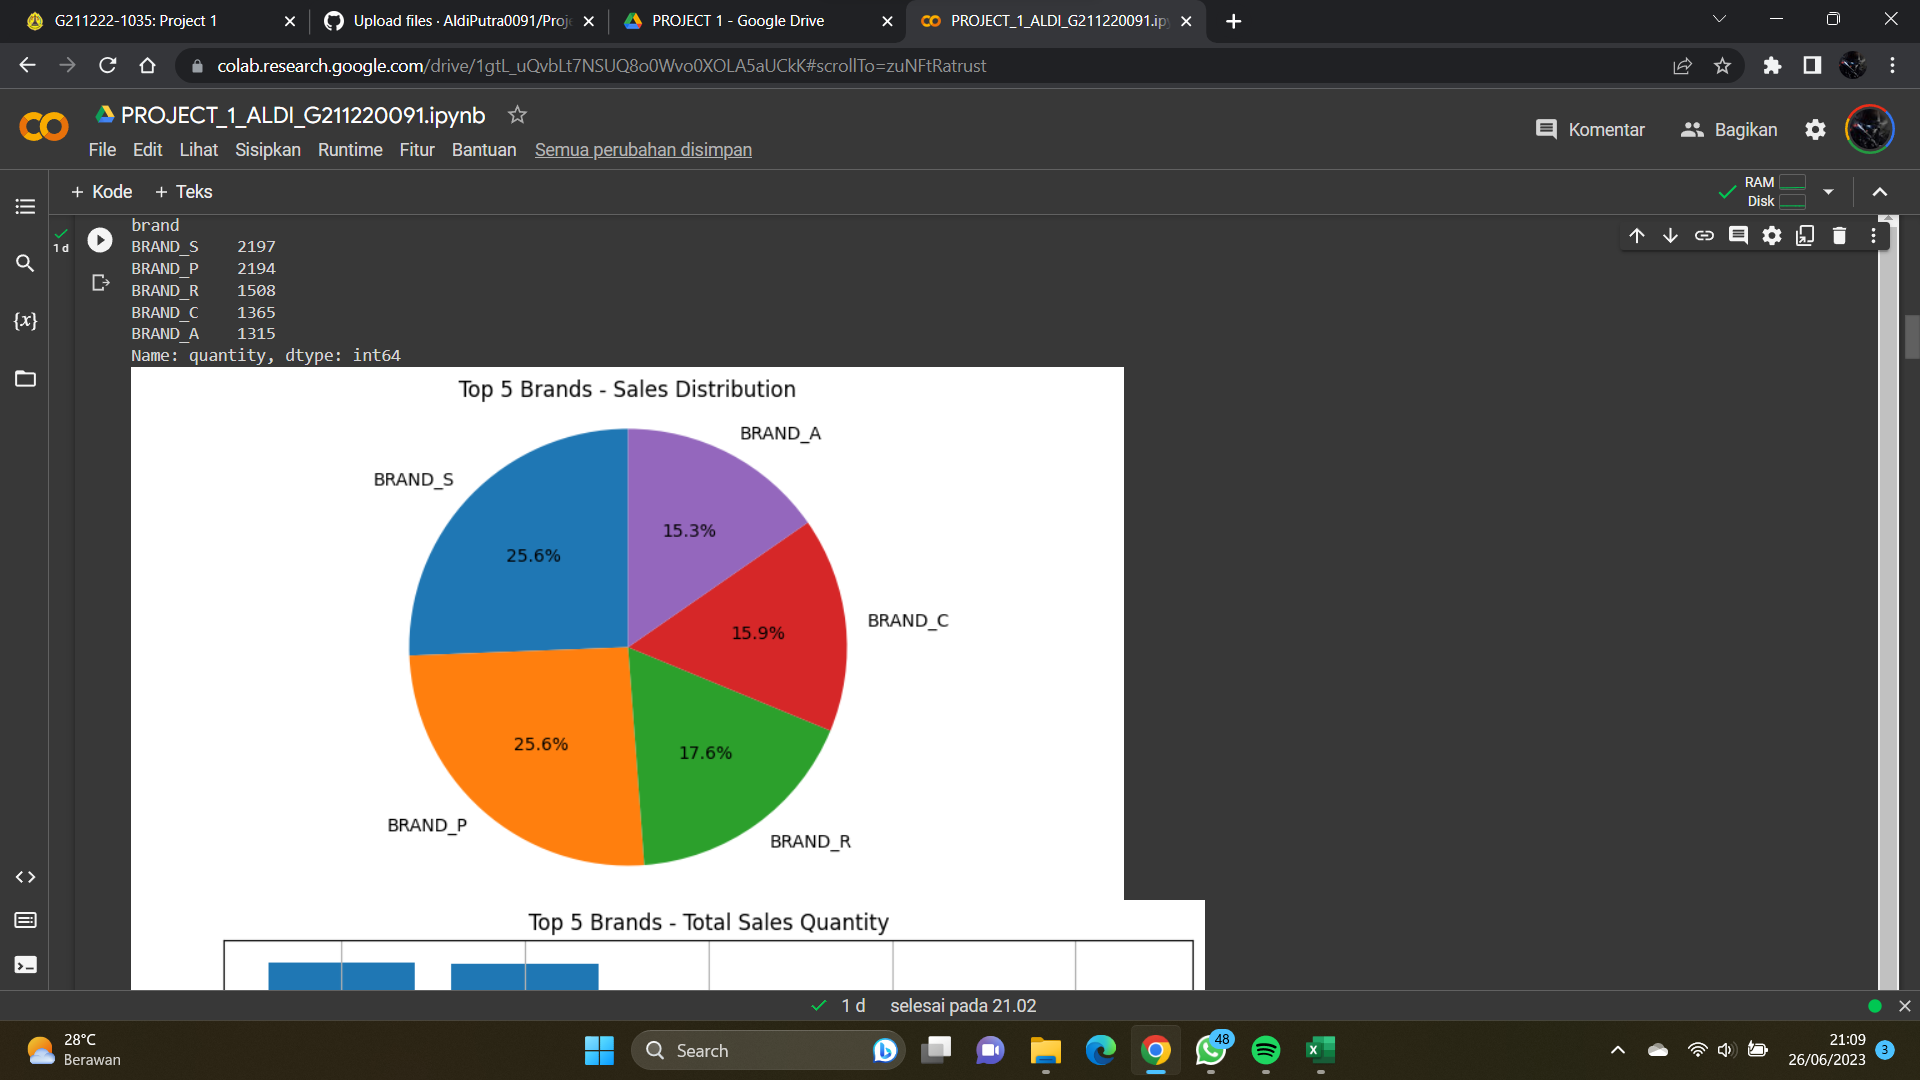 G211222-1035: Project 1
Upload files · AldiPutra0091/Proje
PROJECT 1 - Google Drive
PROJECT_1_ALDI_G211220091.ip
colab.research.google.com/drive/1gtL_uQvbLt7NSUQ8o0Wvo0XOLA5aUCkK#scrollTo=zuNFtRatrust
PROJECT_1_ALDI_G211220091.ipynb
File Edit Lihat Sisipkan Runtime Fitur Bantuan Semua perubahan disimpan
Komentar Bagikan
+ Kode + Teks
RAM
Disk
1 d
brand
BRAND_S 2197
BRAND_P 2194
BRAND_R 1508
BRAND_C 1365
BRAND_A 1315
Name: quantity, dtype: int64
Top 5 Brands - Sales Distribution
BRAND_A
BRAND_S
15.3%
25.6%
BRAND_C
15.9%
25.6%
17.6%
BRAND_P
BRAND_R
Top 5 Brands - Total Sales Quantity
1 d selesai pada 21.02
28°C
Berawan
Search
48
21:09
26/06/2023
3